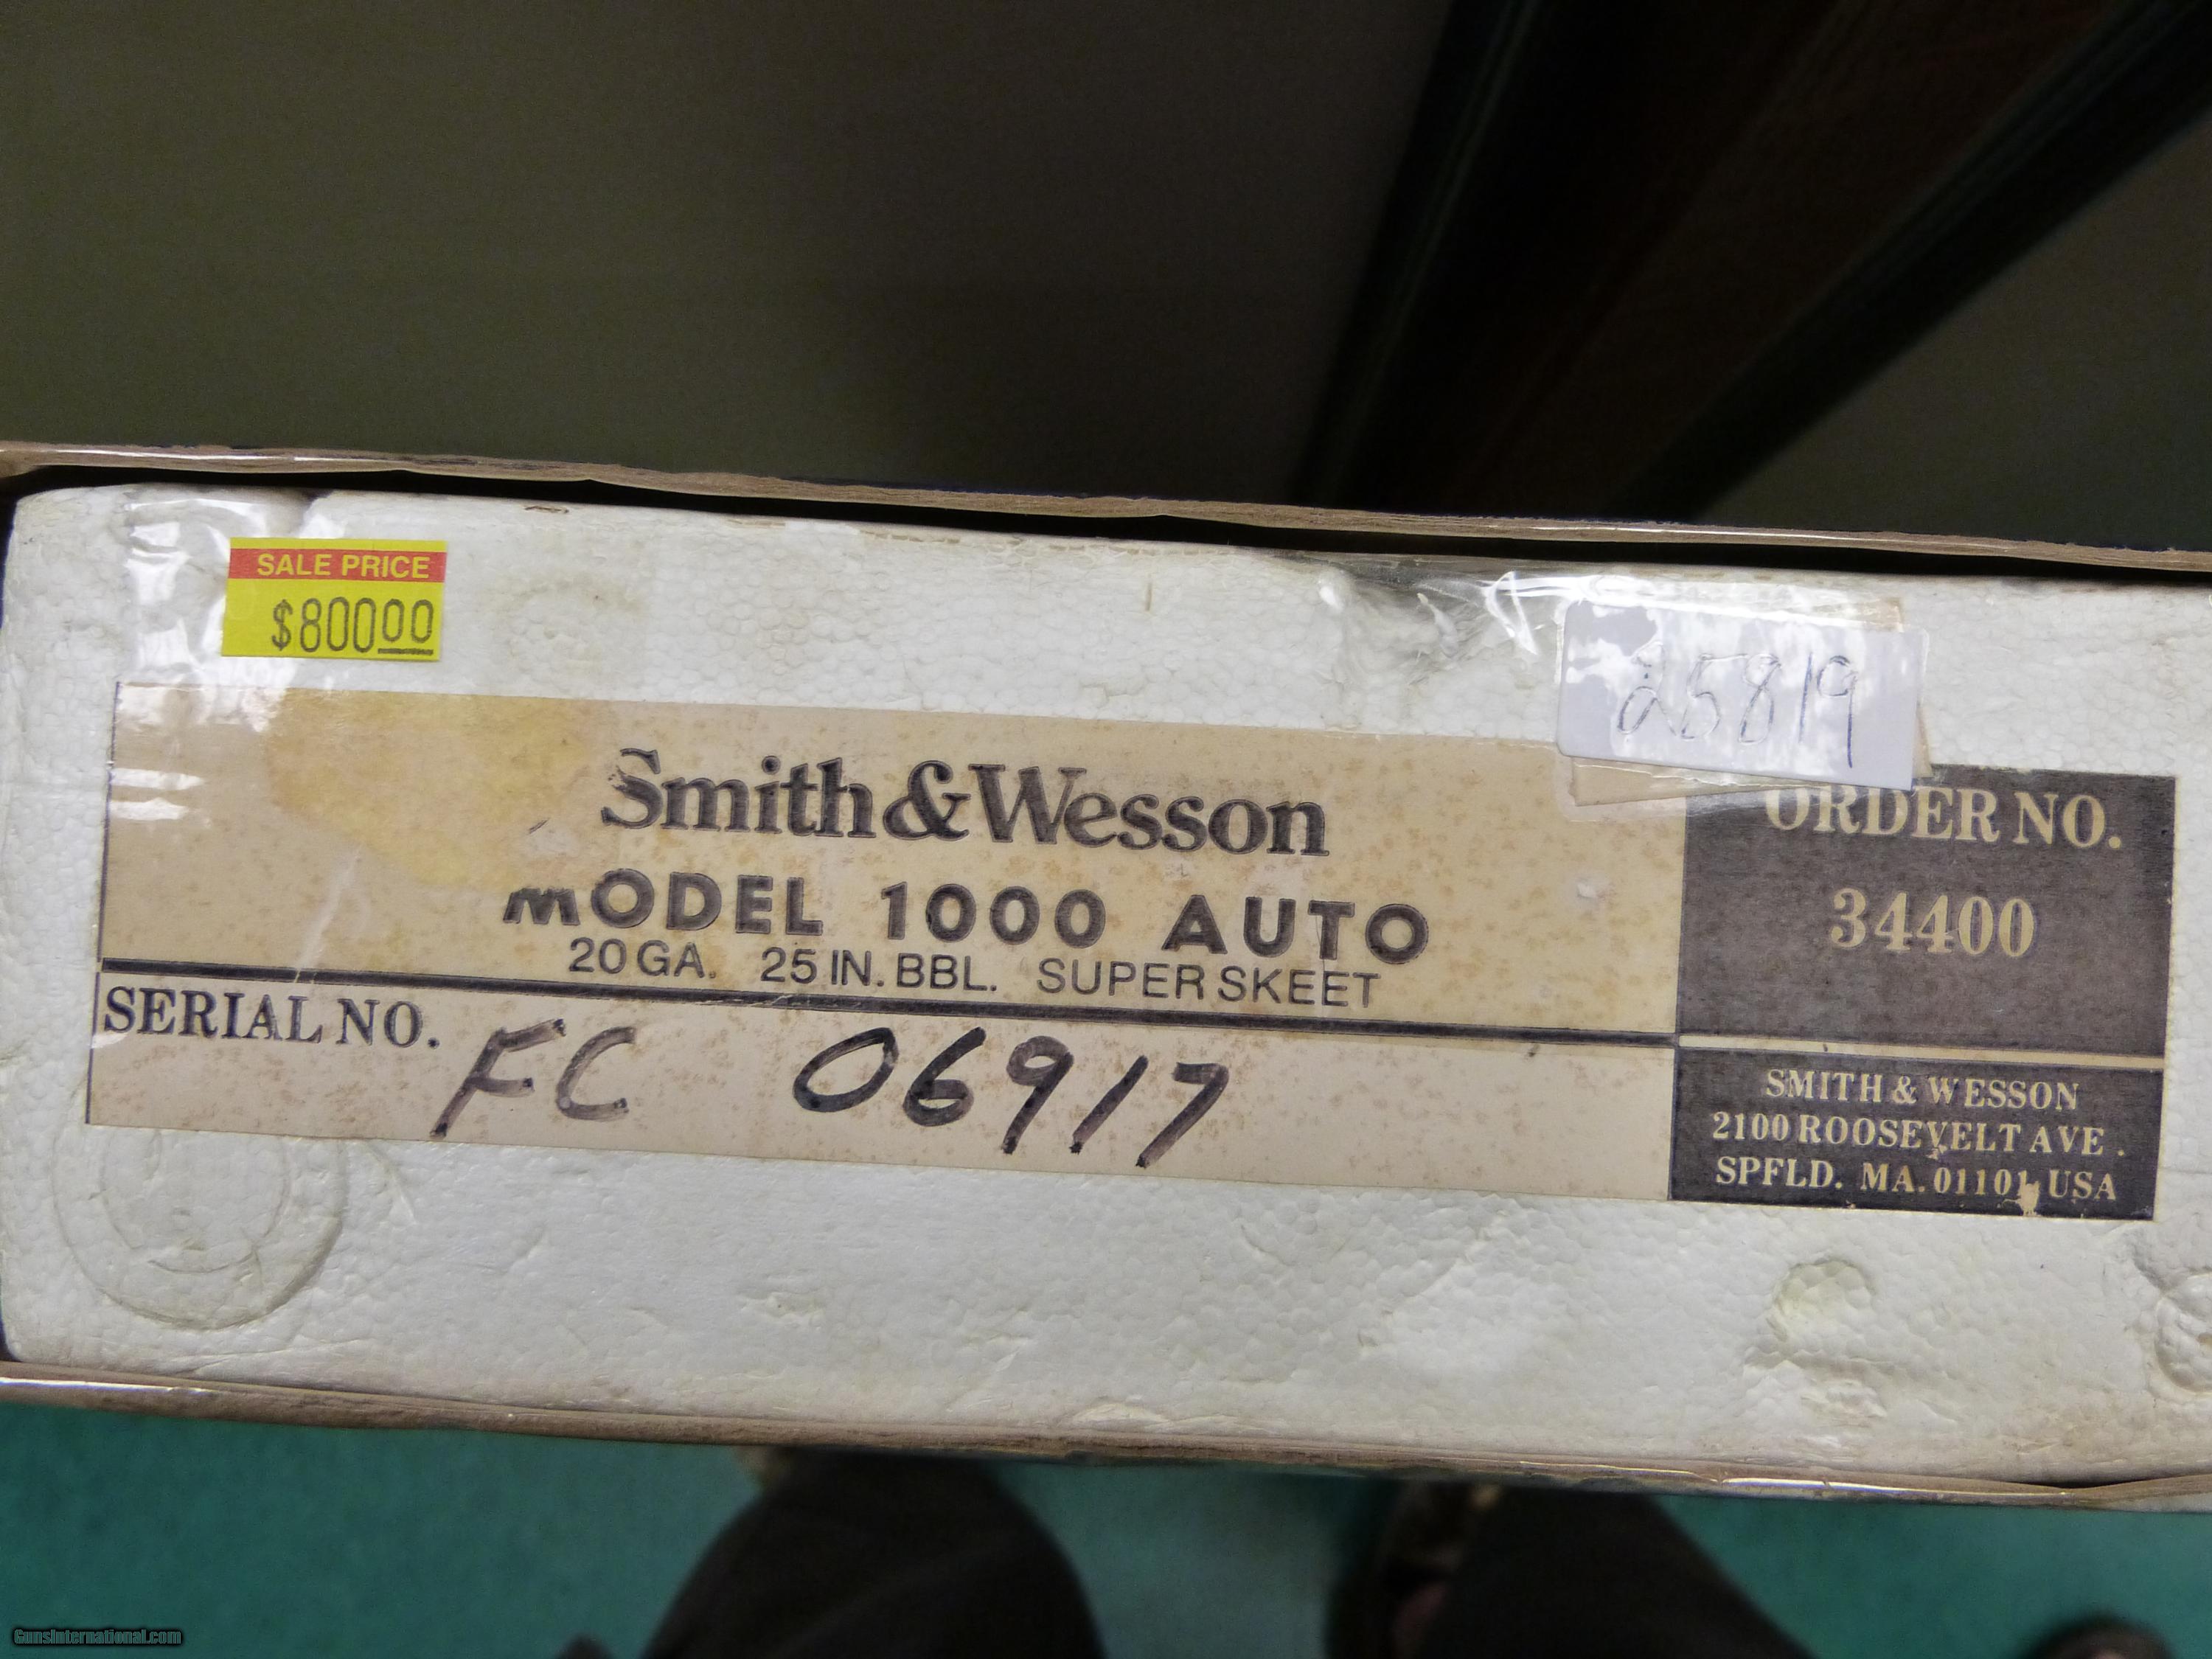 SALE PRICE
$800.00
25819
Smith & Wesson
MODEL 1000 AUTO
20 GA. 25 IN. BBL. SUPER SKEET
SERIAL NO. FC 06917
ORDER NO.
34400
SMITH & WESSON
2100 ROOSEVELT AVE.
SPFLD. MA. 01101, USA
GunsInternational.com